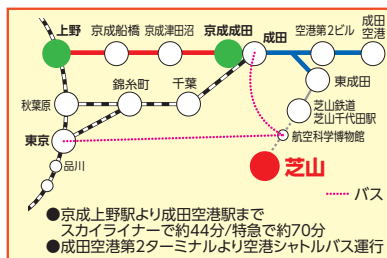 上野
京成船橋
京成津田沼
京成成田
成田
空港第2ビル
成田
空港
東成田
錦糸町
千葉
秋葉原
芝山鉄道
芝山千代田駅
東京
航空科学博物館
品川
芝山
バス
●京成上野駅より成田空港駅まで
スカイライナーで約44分/特急で約70分
●成田空港第2ターミナルより空港シャトルバス運行